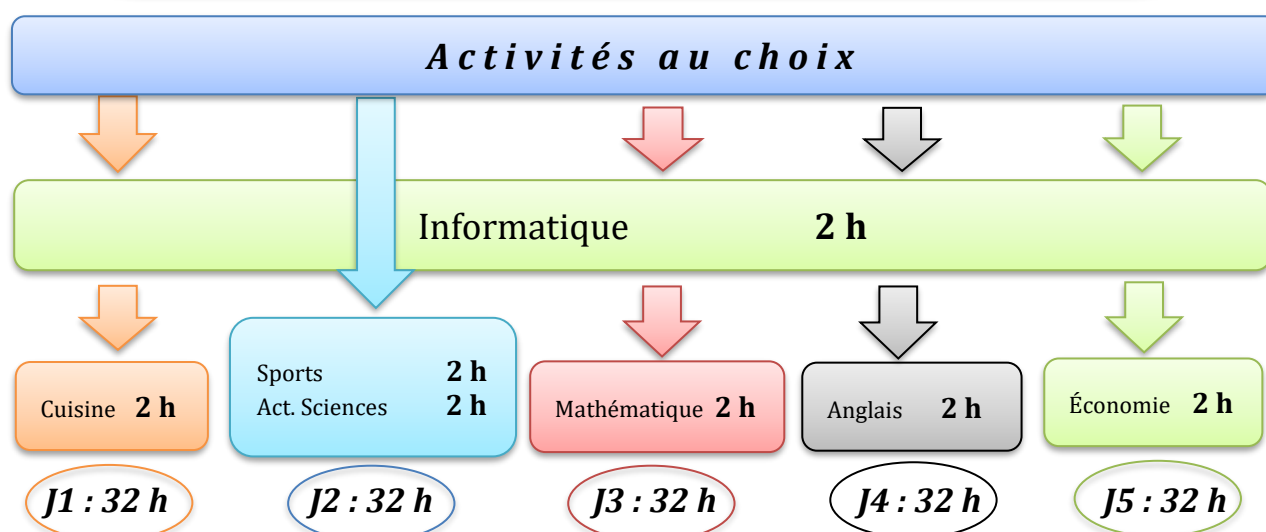 Activités au choix
Informatique 2 h
Cuisine 2 h
Sports 2 h
Act. Sciences 2 h
Mathématique 2 h
Anglais 2 h
Économie 2 h
J1 : 32 h
J2 : 32 h
J3 : 32 h
J4 : 32 h
J5 : 32 h